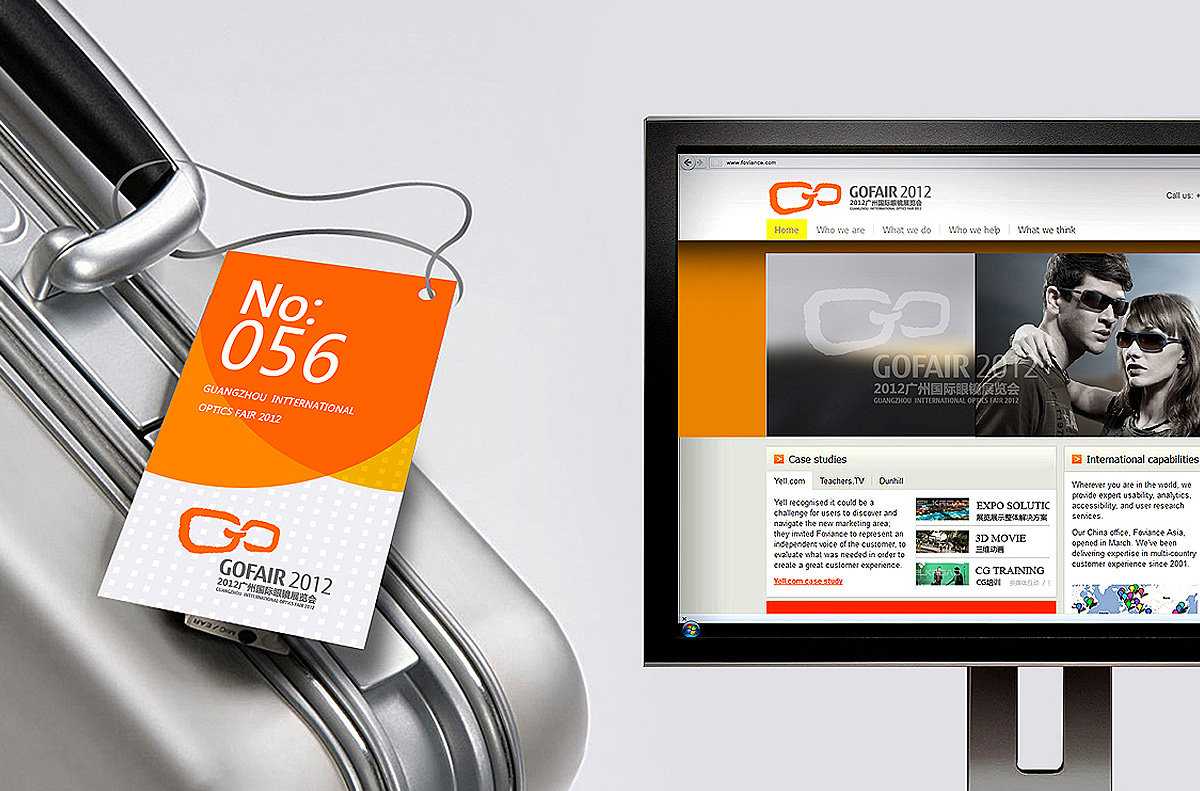 No:
056
GUANGZHOU INTTERNATIONAL
OPTICS FAIR 2012
GO
GOFAIR 2012
2012广州国际眼镜展览会
GUANGZHOU INTTERNATIONAL OPTICS FAIR 2012
MIC / EAR
www.foviance.com
GO
GOFAIR 2012
2012广州国际眼镜展览会
GUANGZHOU INTTERNATIONAL OPTICS FAIR 2012
Call us: +
Home Who we are What we do Who we help What we think
GO
GOFAIR 2012
2012广州国际眼镜展览会
GUANGZHOU INTTERNATIONAL OPTICS FAIR 2012
Case studies
Yell.com Teachers.TV Dunhill
Yell recognised it could be a
challenge for users to discover and
navigate the new marketing area;
they invited Foviance to represent an
independent voice of the customer, to
evaluate what was needed in order to
create a great customer experience.
Yell.com case study
EXPO SOLUTIC
展览展示整体解决方案
3D MOVIE
三维动画
CG TRAINING
CG培训 多媒体互动 /
International capabilities
Wherever you are in the world, we
provide expert usability, analytics,
accessibility, and user research
services.
Our China office, Foviance Asia,
opened in March. We've been
delivering expertise in multi-country
customer experience since 2001.